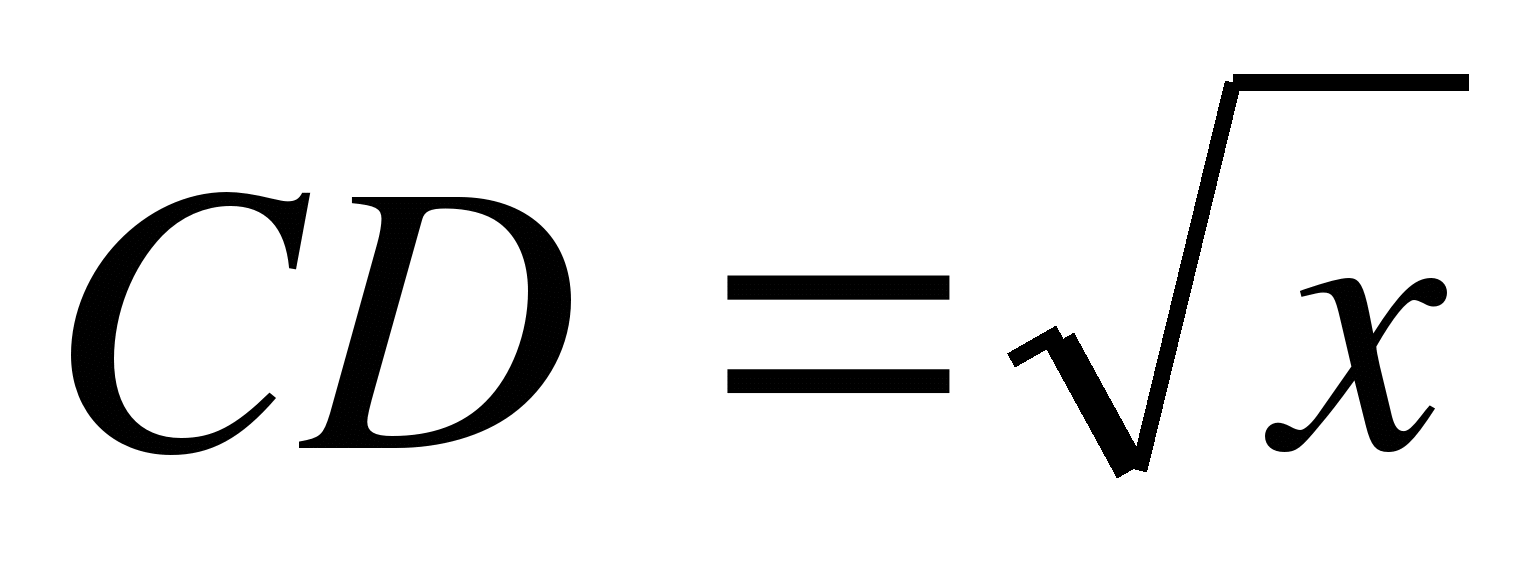 CD = √x